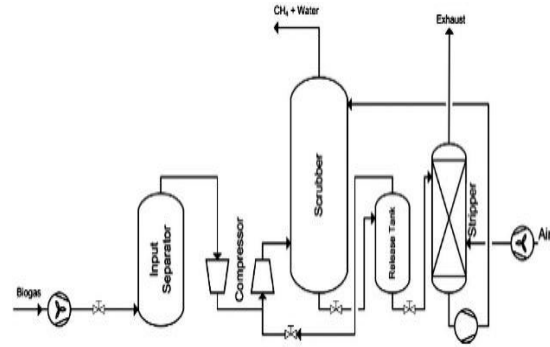 CH₄ + Water
Exhaust
Scrubber
Input
Separator
Compressor
Release Tank
Stripper
Air
Biogas